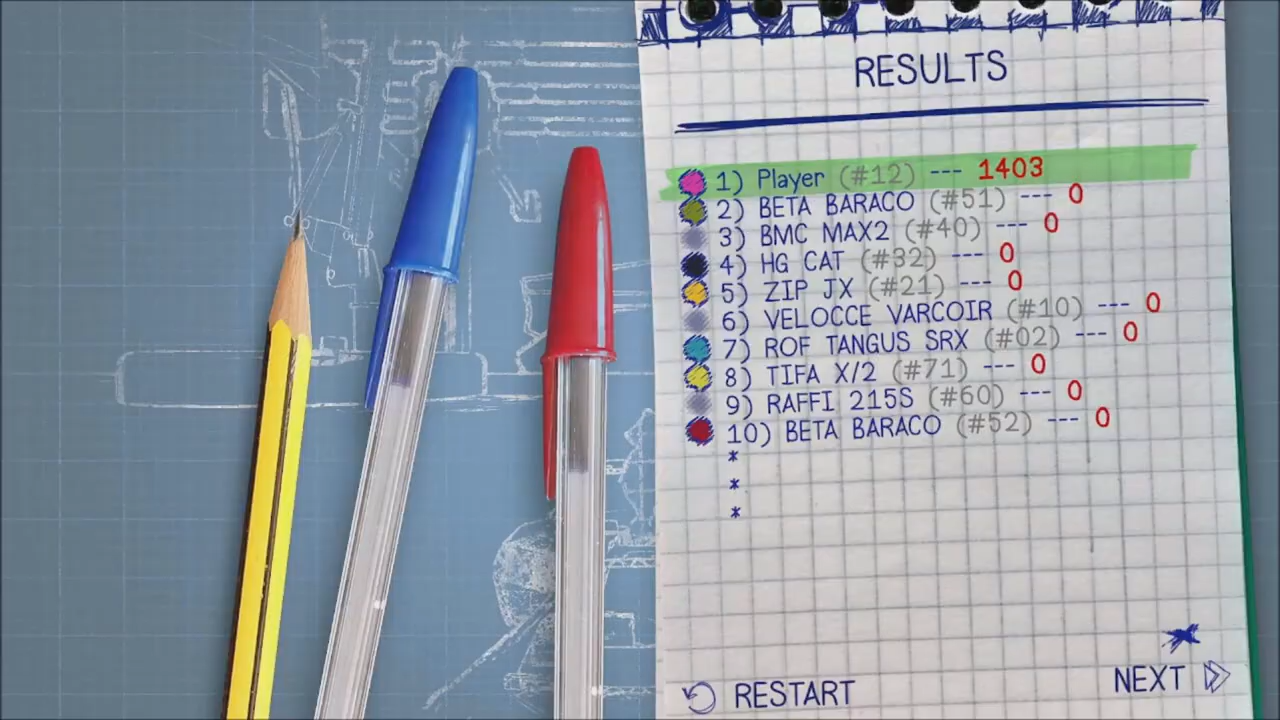 RESULTS
1) Player (#12) --- 1403
2) BETA BARACO (#51) --- 0
3) BMC MAX2 (#40) --- 0
4) HG CAT (#32) --- 0
5) ZIP JX (#21) --- 0
6) VELOCCE VARCOIR (#10) --- 0
7) ROF TANGUS SRX (#02) --- 0
8) TIFA X/2 (#71) --- 0
9) RAFFI 215S (#60) --- 0
10) BETA BARACO (#52) --- 0
*
*
*
NEXT
RESTART